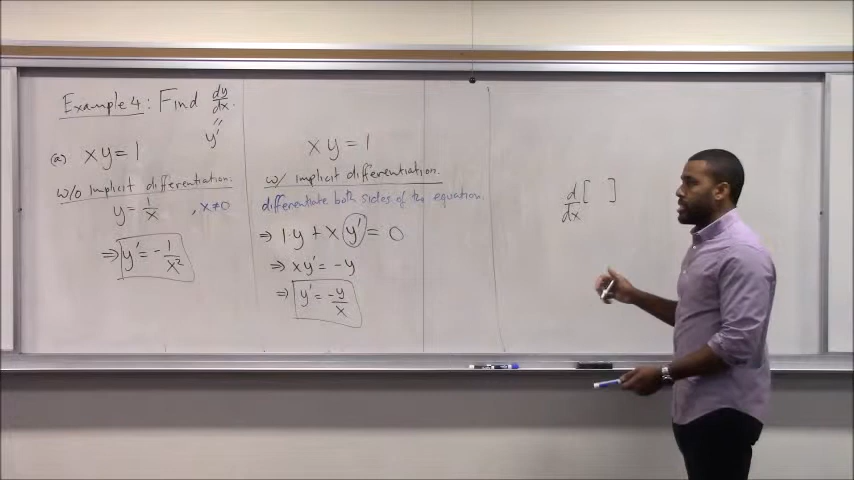 Example 4: Find dy/dx.
"
y'
(a) xy = 1
w/o implicit differentiation.
y = 1/x , x ≠ 0
⇒ y' = -1/x²
xy = 1
w/ implicit differentiation.
differentiate both sides of the equation.
⇒ 1·y + x y' = 0
⇒ xy' = -y
⇒ y' = -y/x
d/dx [ ]